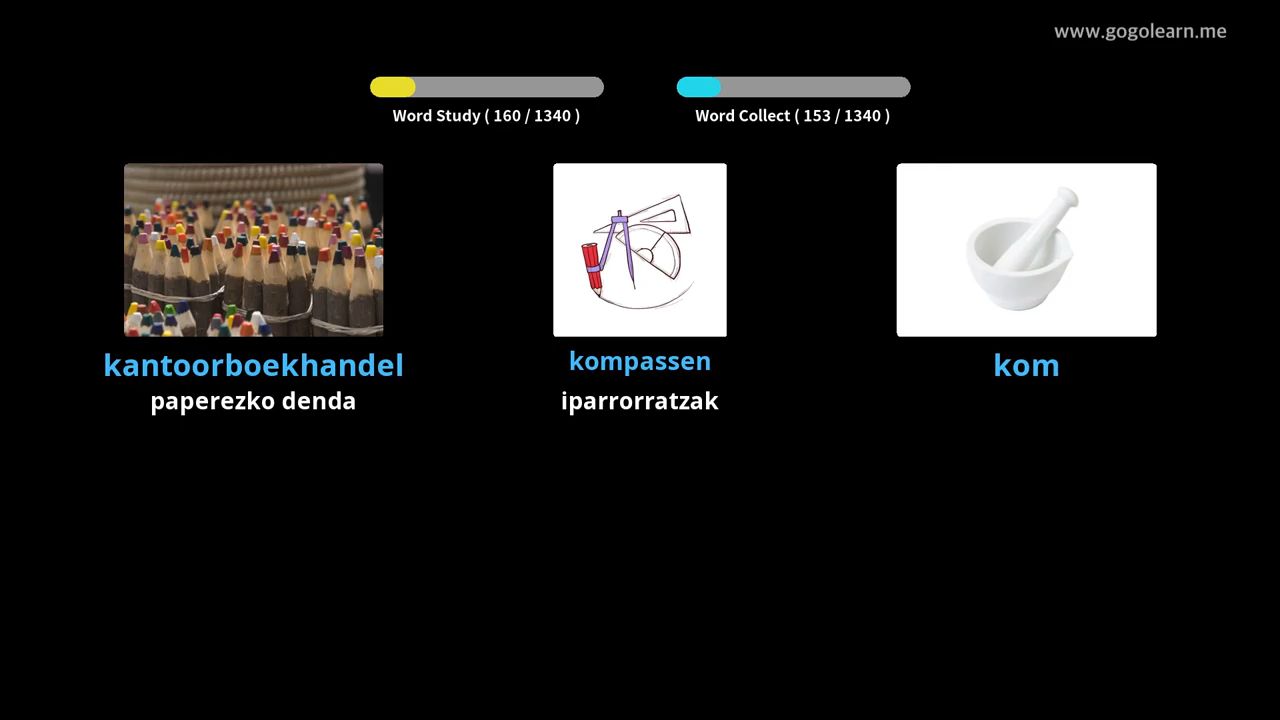 www.gogolearn.me
Word Study ( 160 / 1340 )
Word Collect ( 153 / 1340 )
kantoorboekhandel
paperezko denda
kompassen
iparrorratzak
kom